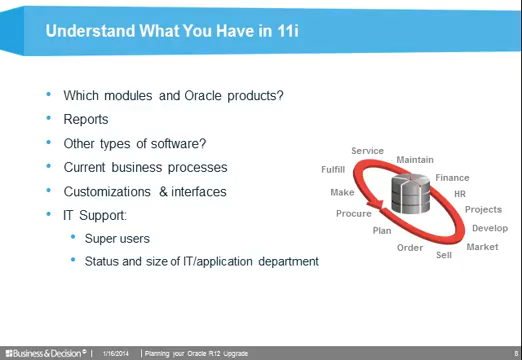 Understand What You Have in 11i
• Which modules and Oracle products?
• Reports
• Other types of software?
• Current business processes
• Customizations & interfaces
• IT Support:
• Super users
• Status and size of IT/application department
Service
Maintain
Fulfill
Finance
Make
HR
Procure
Projects
Plan
Develop
Order
Market
Sell
Business & Decision ® | 1/16/2014 | Planning your Oracle R12 Upgrade